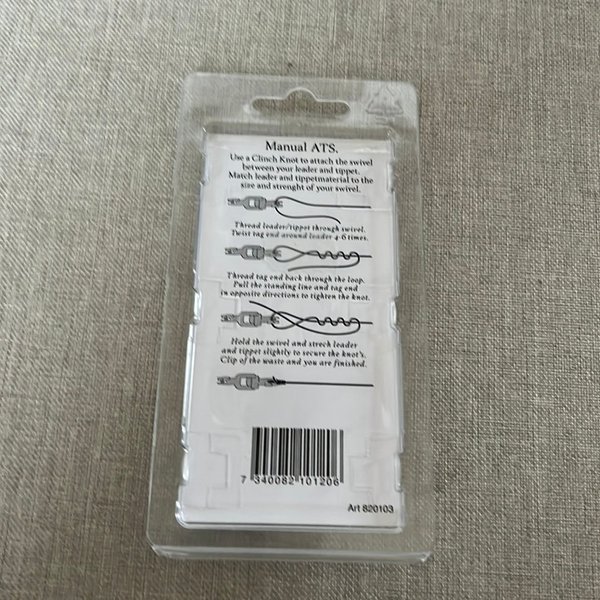 Manual ATS.
Use a Clinch Knot to attach the swivel
between your leader and tippet.
Match leader and tippetmaterial to the
size and strenght of your swivel.
Thread leader/tippet through swivel.
Twist tag end around leader 4-6 times.
Thread tag end back through the loop.
Pull the standing line and tag end
in opposite directions to tighten the knot.
Hold the swivel and strech leader
and tippet slightly to secure the knot's.
Clip of the waste and you are finished.
7 340082 101206
Art 820103